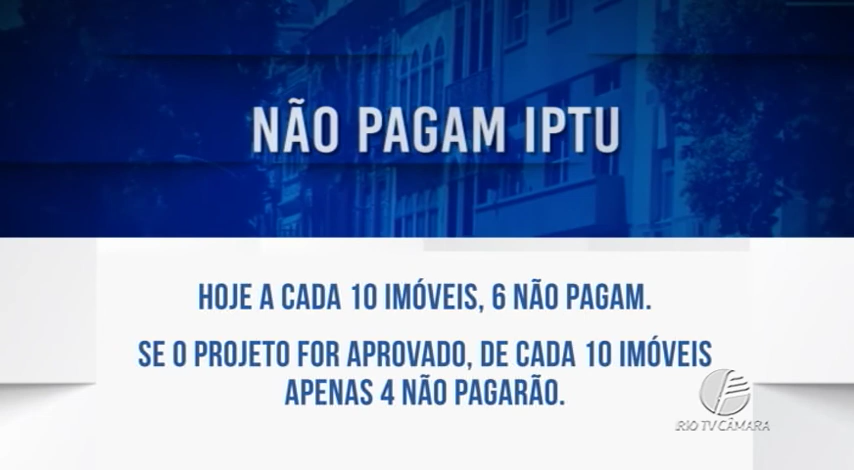 NÃO PAGAM IPTU
HOJE A CADA 10 IMÓVEIS, 6 NÃO PAGAM.
SE O PROJETO FOR APROVADO, DE CADA 10 IMÓVEIS
APENAS 4 NÃO PAGARÃO.
RIO TV CÂMARA